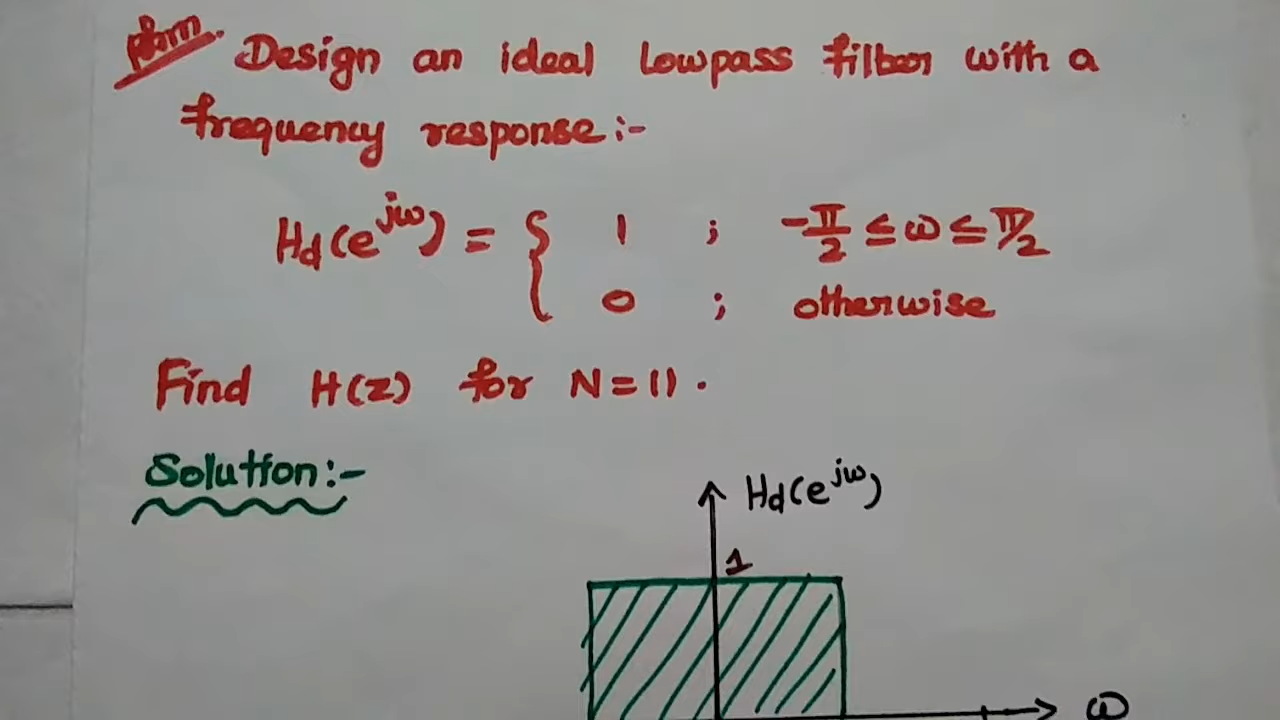 pbm. Design an ideal lowpass filter with a
frequency response:-
Hd(e^jω) = { 1 ; -π/2 ≤ ω ≤ π/2
0 ; otherwise
Find H(z) for N=11.
Solution:-
Hd(e^jω)
1
ω